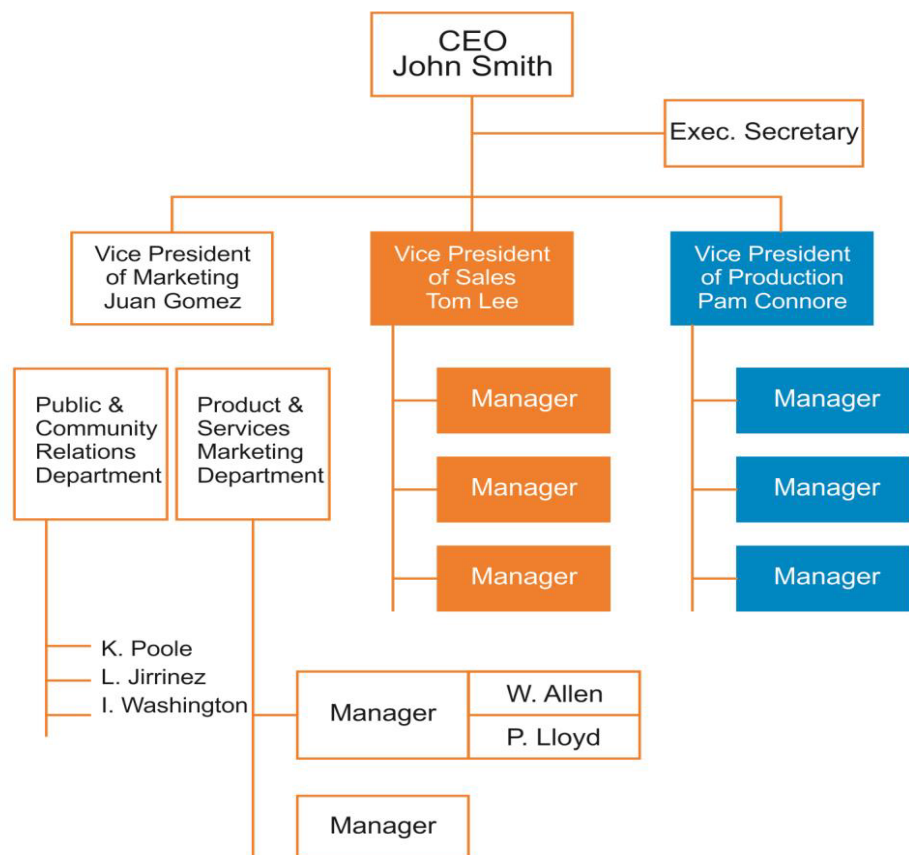 CEO
John Smith
Exec. Secretary
Vice President
of Marketing
Juan Gomez
Vice President
of Sales
Tom Lee
Vice President
of Production
Pam Connore
Public &
Community
Relations
Department
Product &
Services
Marketing
Department
Manager
Manager
Manager
Manager
Manager
Manager
K. Poole
L. Jirrinez
I. Washington
Manager
W. Allen
P. Lloyd
Manager